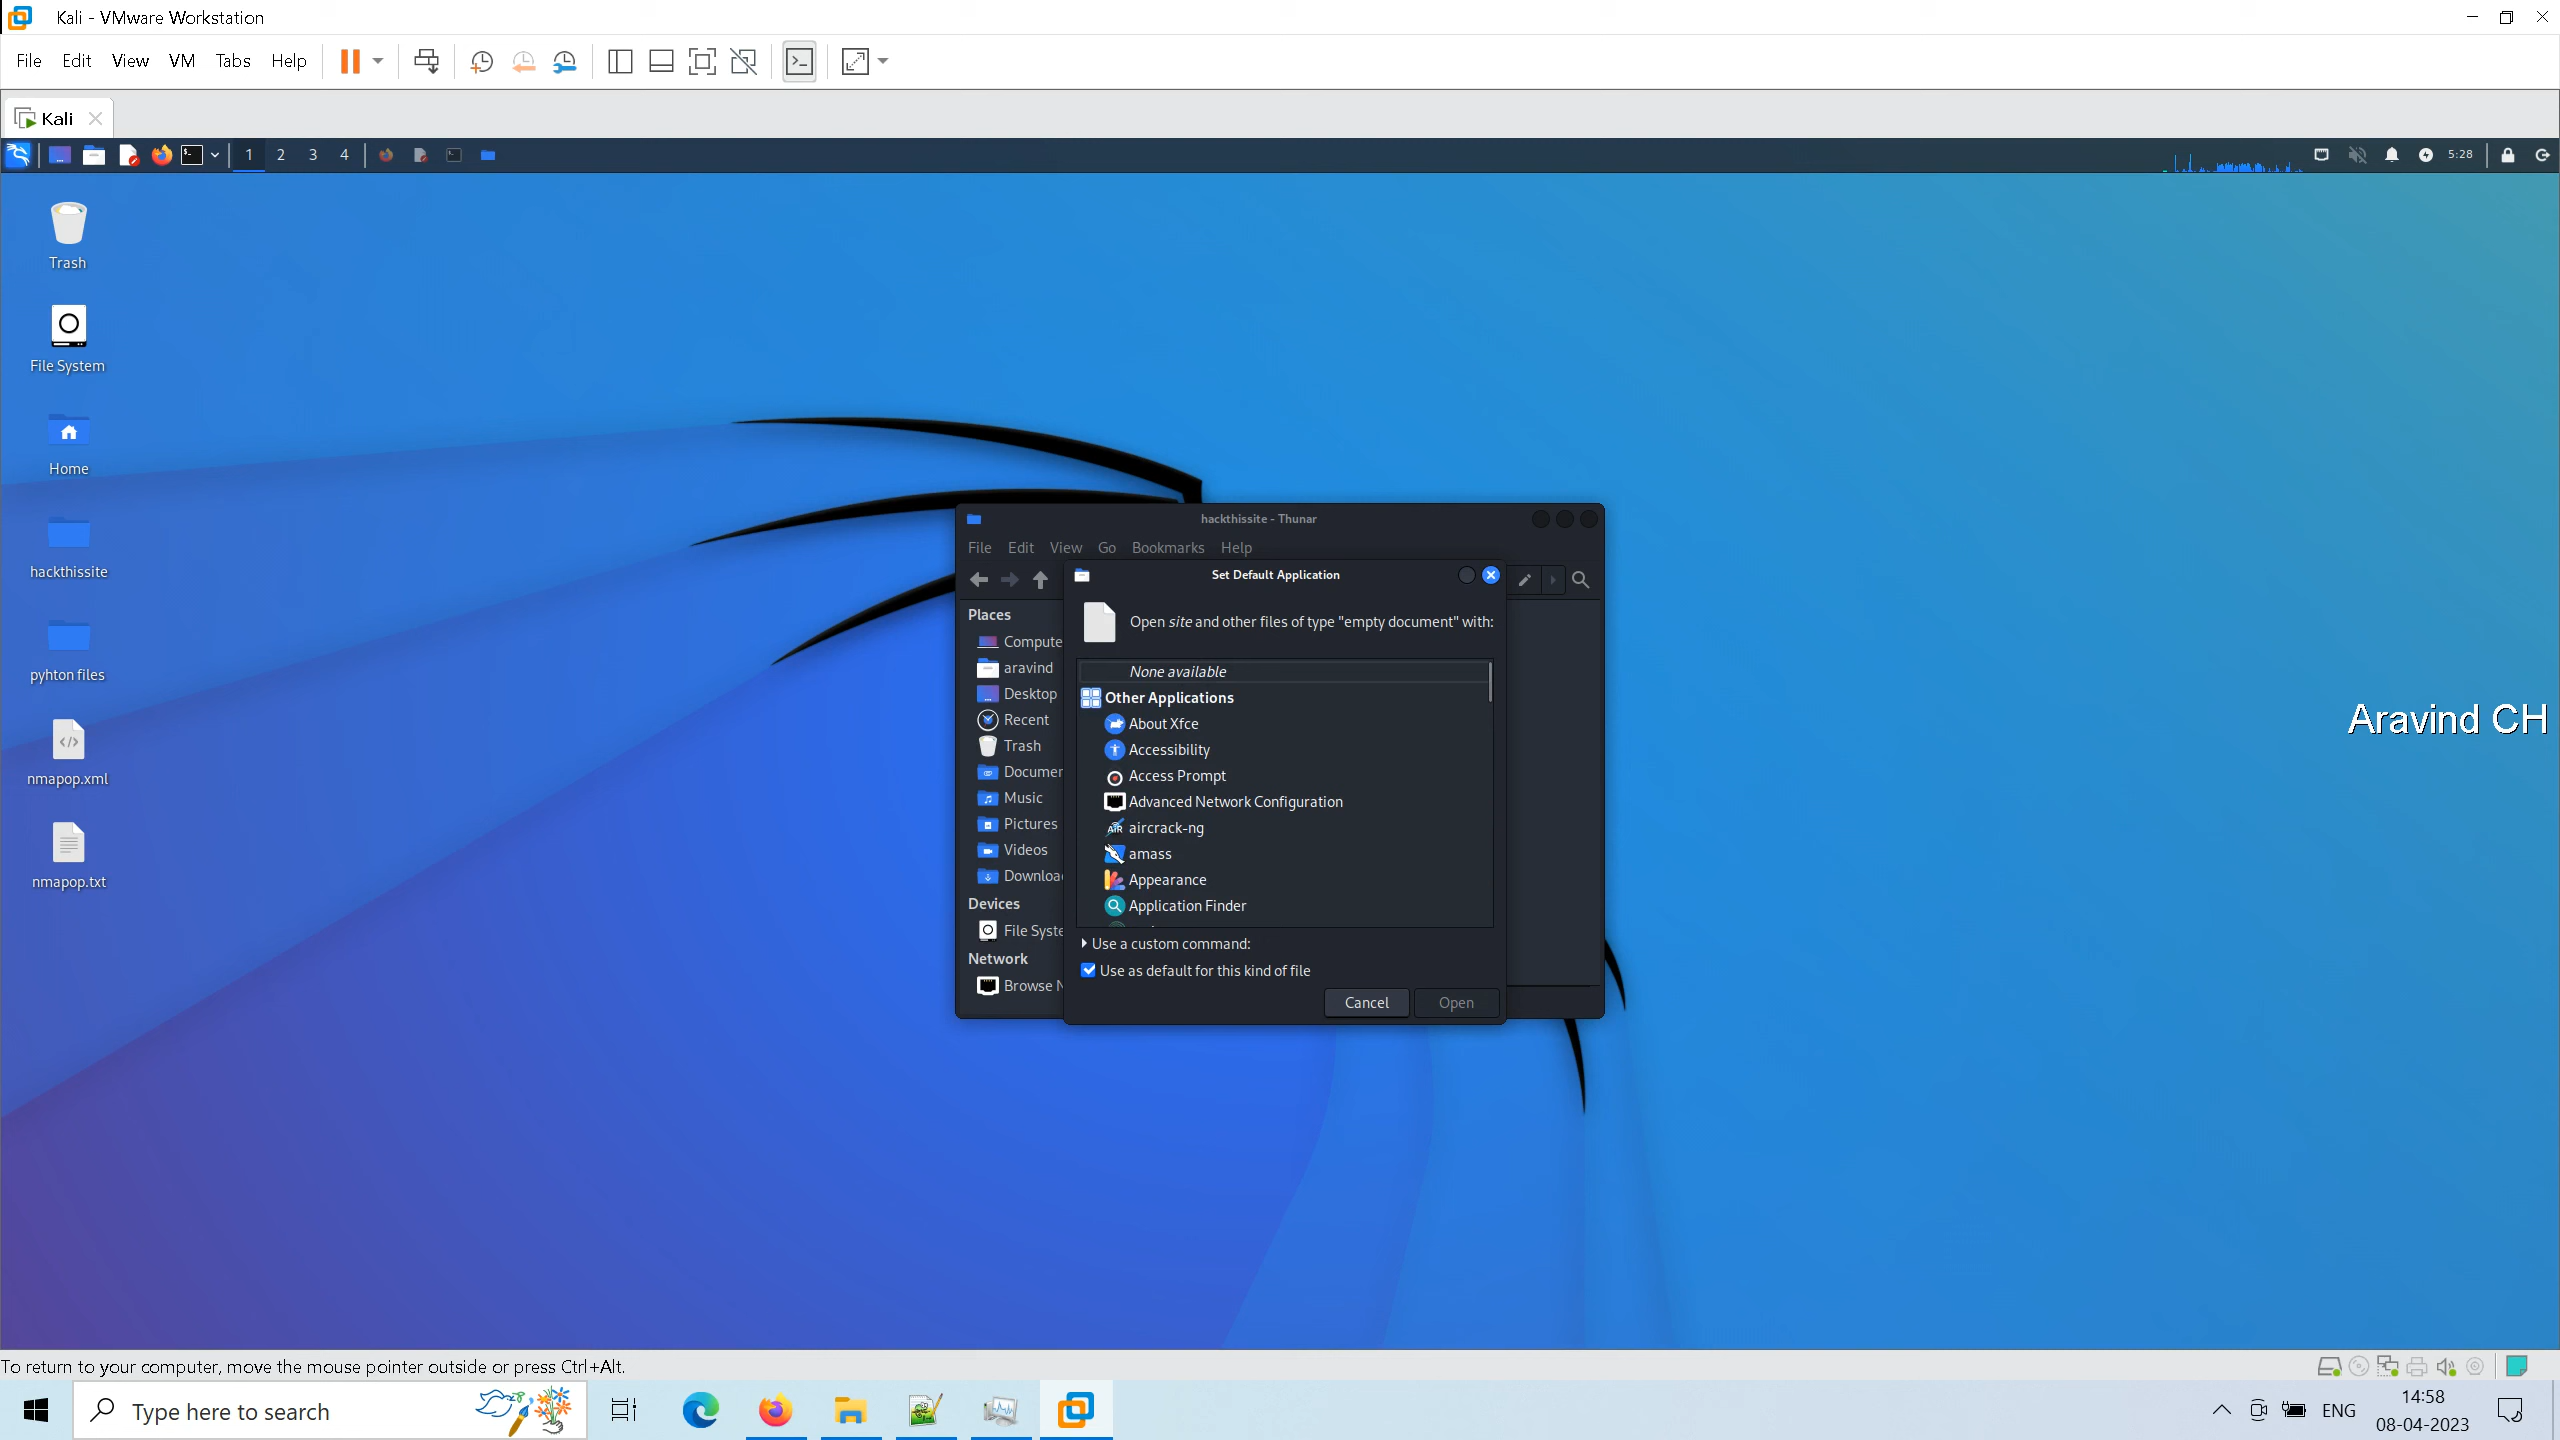 Kali - VMware Workstation
File Edit View VM Tabs Help
Kali
1 2 3 4 5:28
Trash
File System
Home
hackthissite
pyhton files
nmapop.xml
nmapop.txt
hackthissite - Thunar
File Edit View Go Bookmarks Help
Set Default Application
Open site and other files of type "empty document" with:
Places
Compute
aravind
Desktop
Recent
Trash
Documen
Music
Pictures
Videos
Downloa
Devices
File Syste
Network
Browse N
None available
Other Applications
About Xfce
Accessibility
Access Prompt
Advanced Network Configuration
aircrack-ng
amass
Appearance
Application Finder
Use a custom command:
Use as default for this kind of file
Cancel Open
Aravind CH
To return to your computer, move the mouse pointer outside or press Ctrl+Alt.
Type here to search
ENG
14:58
08-04-2023